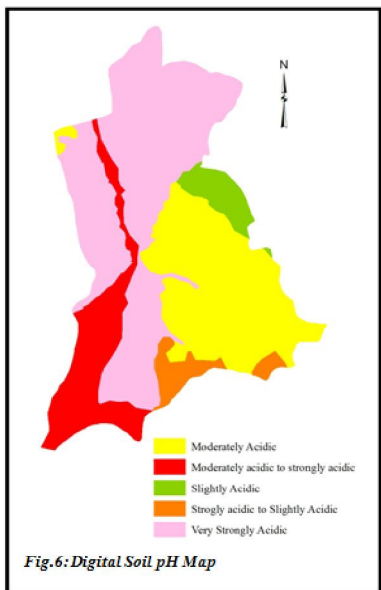 N
Moderately Acidic
Moderately acidic to strongly acidic
Slightly Acidic
Strogly acidic to Slightly Acidic
Very Strongly Acidic
Fig.6: Digital Soil pH Map